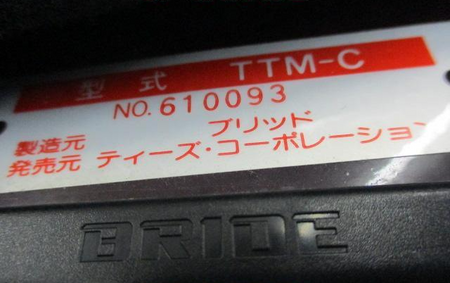 型式 TTM-C
NO.610093
製造元 ブリッド
発売元 ティーズ・コーポレーション
BRIDE